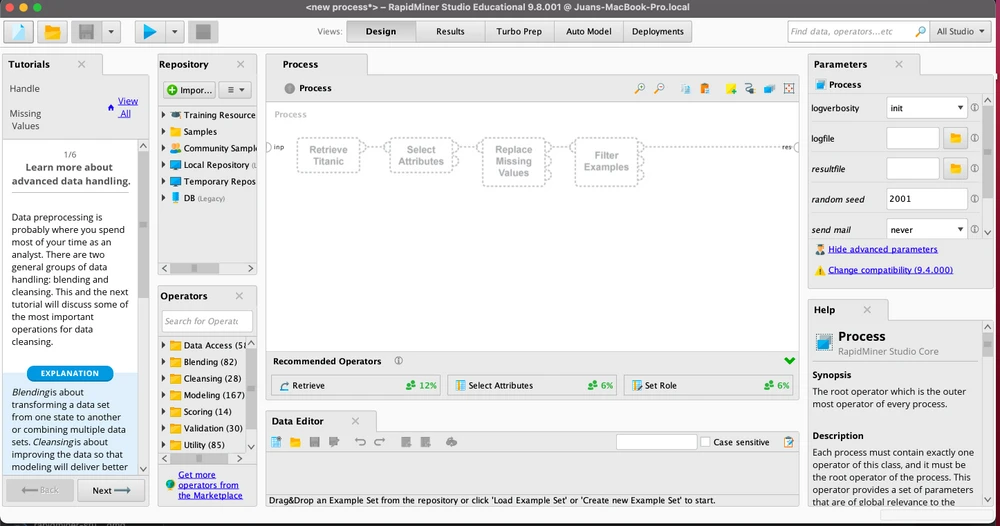 <new process*> – RapidMiner Studio Educational 9.8.001 @ Juans-MacBook-Pro.local
Views:
Design
Results
Turbo Prep
Auto Model
Deployments
Find data, operators...etc
All Studio
Tutorials
Handle
Missing
Values
View
All
1/6
Learn more about
advanced data handling.
Data preprocessing is
probably where you spend
most of your time as an
analyst. There are two
general groups of data
handling: blending and
cleansing. This and the next
tutorial will discuss some of
the most important
operations for data
cleansing.
EXPLANATION
Blending is about
transforming a data set
from one state to another
or combining multiple data
sets. Cleansing is about
improving the data so that
modeling will deliver better
Back
Next
Repository
Impor...
Training Resource
Samples
Community Sampl
Local Repository (L
Temporary Repos
DB (Legacy)
Operators
Search for Operato
Data Access (58
Blending (82)
Cleansing (28)
Modeling (167)
Scoring (14)
Validation (30)
Utility (85)
Get more
operators from
the Marketplace
Process
Process
Process
inp
Retrieve
Titanic
Select
Attributes
Replace
Missing
Values
Filter
Examples
res
Recommended Operators
Retrieve
12%
Select Attributes
6%
Set Role
6%
Data Editor
Case sensitive
Drag&Drop an Example Set from the repository or click 'Load Example Set' or 'Create new Example Set' to start.
Parameters
Process
logverbosity
init
logfile
resultfile
random seed
2001
send mail
never
Hide advanced parameters
Change compatibility (9.4.000)
Help
Process
RapidMiner Studio Core
Synopsis
The root operator which is the outer
most operator of every process.
Description
Each process must contain exactly one
operator of this class, and it must be
the root operator of the process. This
operator provides a set of parameters
that are of global relevance to the